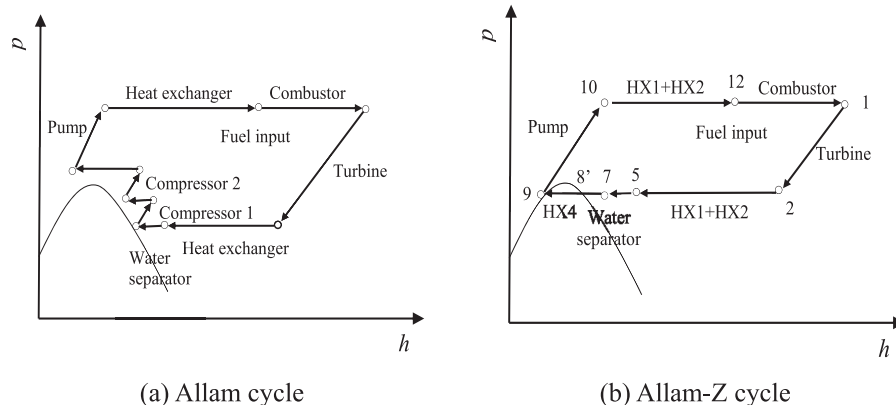 p
Heat exchanger
Combustor
Pump
Fuel input
Turbine
Compressor 2
Compressor 1
Heat exchanger
Water
separator
h
(a) Allam cycle
p
10
HX1+HX2
12
Combustor
1
Pump
Fuel input
Turbine
9
8’
7
5
2
HX4
Water
separator
HX1+HX2
h
(b) Allam-Z cycle